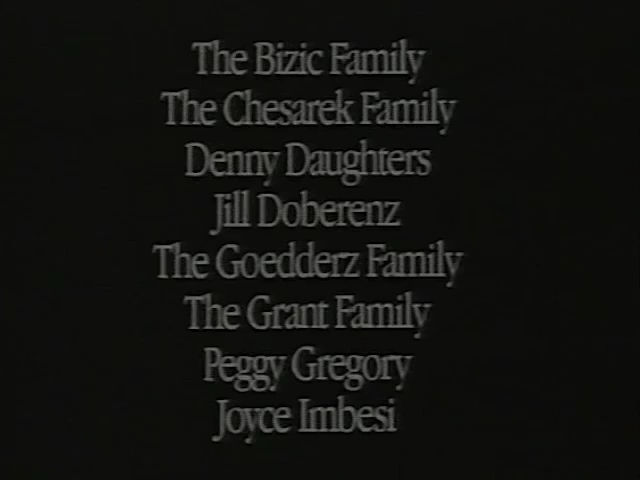 The Bizic Family
The Chesarek Family
Denny Daughters
Jill Doberenz
The Goedderz Family
The Grant Family
Peggy Gregory
Joyce Imbesi